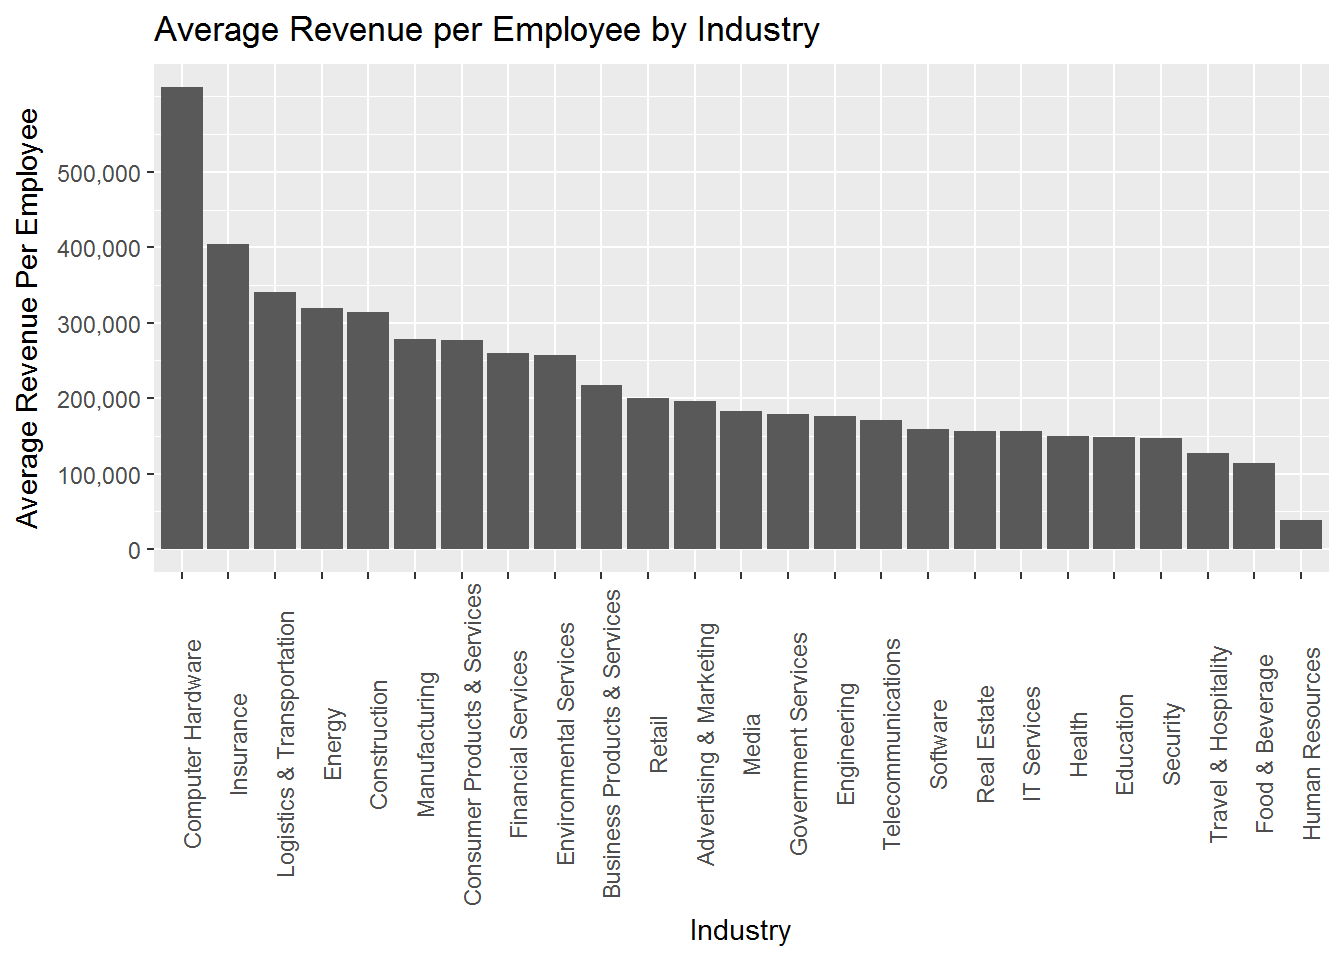 Average Revenue per Employee by Industry
Average Revenue Per Employee
500,000
400,000
300,000
200,000
100,000
0
Computer Hardware
Insurance
Logistics & Transportation
Energy
Construction
Manufacturing
Consumer Products & Services
Financial Services
Environmental Services
Business Products & Services
Retail
Advertising & Marketing
Media
Government Services
Engineering
Telecommunications
Software
Real Estate
IT Services
Health
Education
Security
Travel & Hospitality
Food & Beverage
Human Resources
Industry